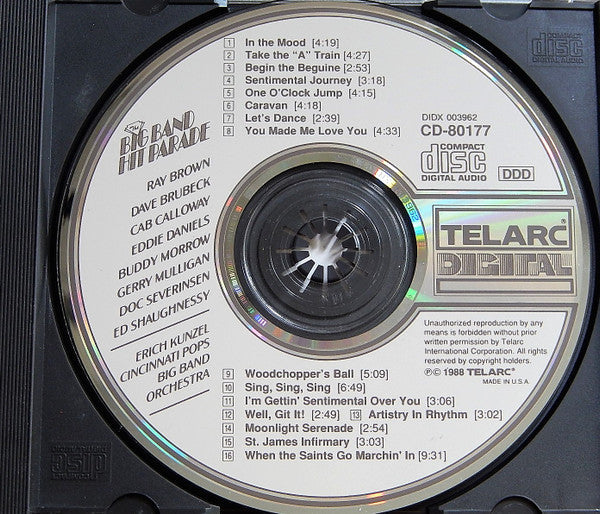 1 In the Mood [4:19]
2 Take the “A” Train [4:27]
3 Begin the Beguine [2:53]
4 Sentimental Journey [3:18]
5 One O'Clock Jump [4:15]
6 Caravan [4:18]
7 Let's Dance [2:39]
8 You Made Me Love You [4:33]
The
BIG BAND
HIT PARADE
RAY BROWN
DAVE BRUBECK
CAB CALLOWAY
EDDIE DANIELS
BUDDY MORROW
GERRY MULLIGAN
DOC SEVERINSEN
ED SHAUGHNESSY
ERICH KUNZEL
CINCINNATI POPS
BIG BAND
ORCHESTRA
DIDX 003962
CD-80177
COMPACT
disc
DIGITAL AUDIO
DDD
TELARC®
DIGITAL
Unauthorized reproduction by any
means is forbidden without prior
written permission by Telarc
International Corporation. All rights
reserved by copyright holder.
℗© 1988 TELARC®
MADE IN U.S.A.
9 Woodchopper's Ball [5:09]
10 Sing, Sing, Sing [6:49]
11 I'm Gettin' Sentimental Over You [3:06]
12 Well, Git It! [2:49] 13 Artistry in Rhythm [3:02]
14 Moonlight Serenade [2:54]
15 St. James Infirmary [3:03]
16 When the Saints Go Marchin' In [9:31]
COMPACT
disc
DIGITAL AUDIO